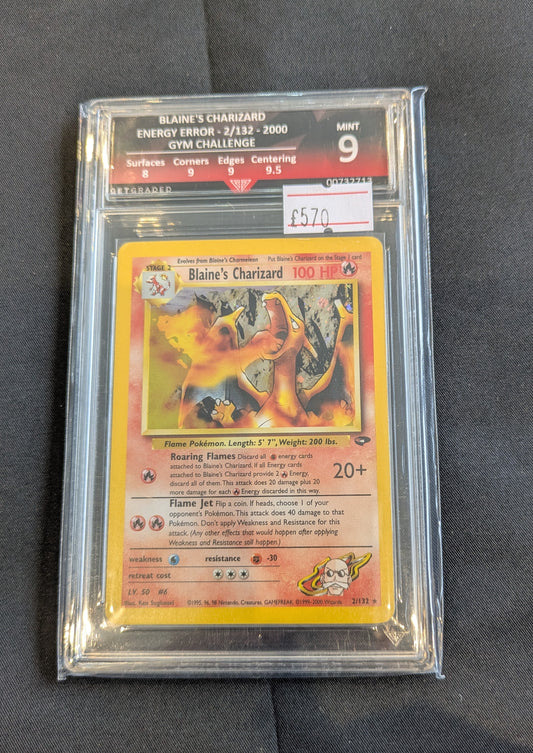 BLAINE'S CHARIZARD
ENERGY ERROR - 2/132 - 2000
GYM CHALLENGE
MINT
9
Surfaces Corners Edges Centering
8 9 9 9.5
GETGRADED
00732713
£570
Evolves from Blaine's Charmeleon
Put Blaine's Charizard on the Stage 1 card
STAGE 2
Blaine's Charizard 100 HP
Flame Pokémon. Length: 5' 7", Weight: 200 lbs.
Roaring Flames Discard all energy cards
attached to Blaine's Charizard. If all Energy cards
attached to Blaine's Charizard provide 2 Energy,
discard all of them. This attack does 20 damage plus 20
more damage for each Energy discarded in this way.
20+
Flame Jet Flip a coin. If heads, choose 1 of your
opponent's Pokémon. This attack does 40 damage to that
Pokémon. Don't apply Weakness and Resistance for this
attack. (Any other effects that would happen after applying
Weakness and Resistance still happen.)
weakness resistance -30
retreat cost
LV. 50 #6
Illus. Ken Sugimori
©1995, 96, 98 Nintendo, Creatures, GAMEFREAK. ©1999-2000 Wizards.
2/132 ★